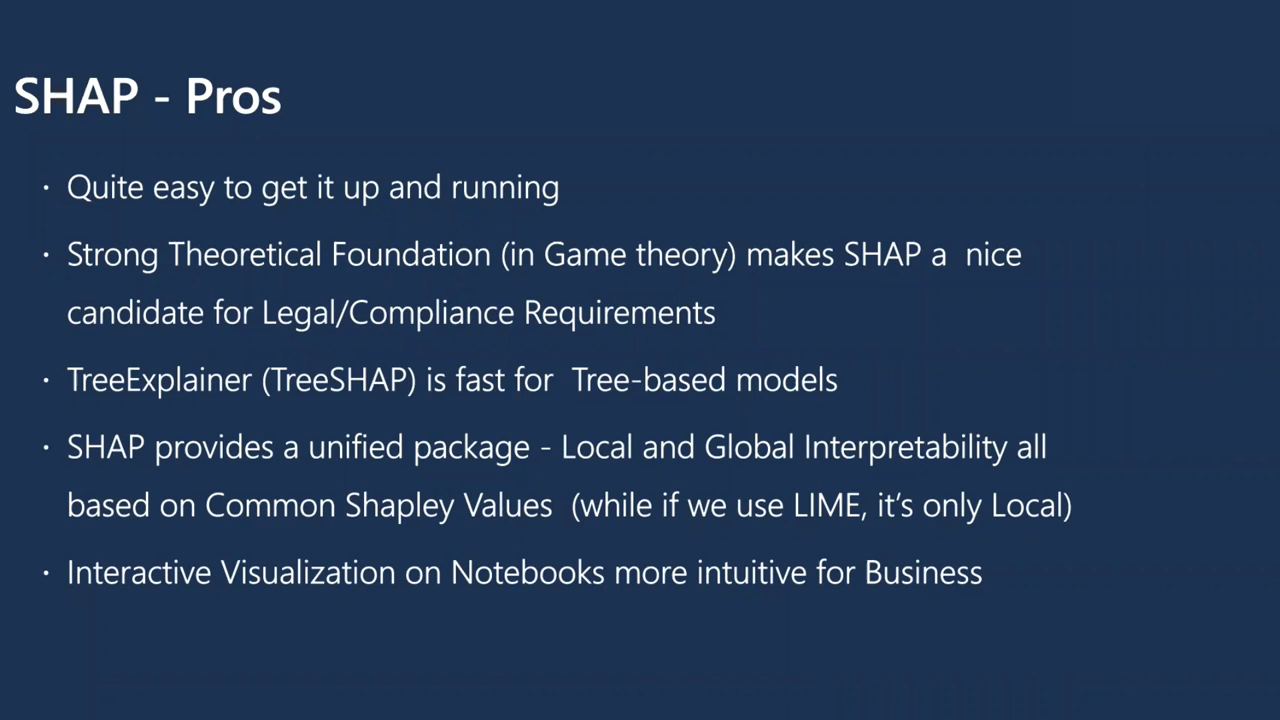 SHAP - Pros
· Quite easy to get it up and running
· Strong Theoretical Foundation (in Game theory) makes SHAP a  nice
candidate for Legal/Compliance Requirements
· TreeExplainer (TreeSHAP) is fast for  Tree-based models
· SHAP provides a unified package - Local and Global Interpretability all
based on Common Shapley Values  (while if we use LIME, it’s only Local)
· Interactive Visualization on Notebooks more intuitive for Business